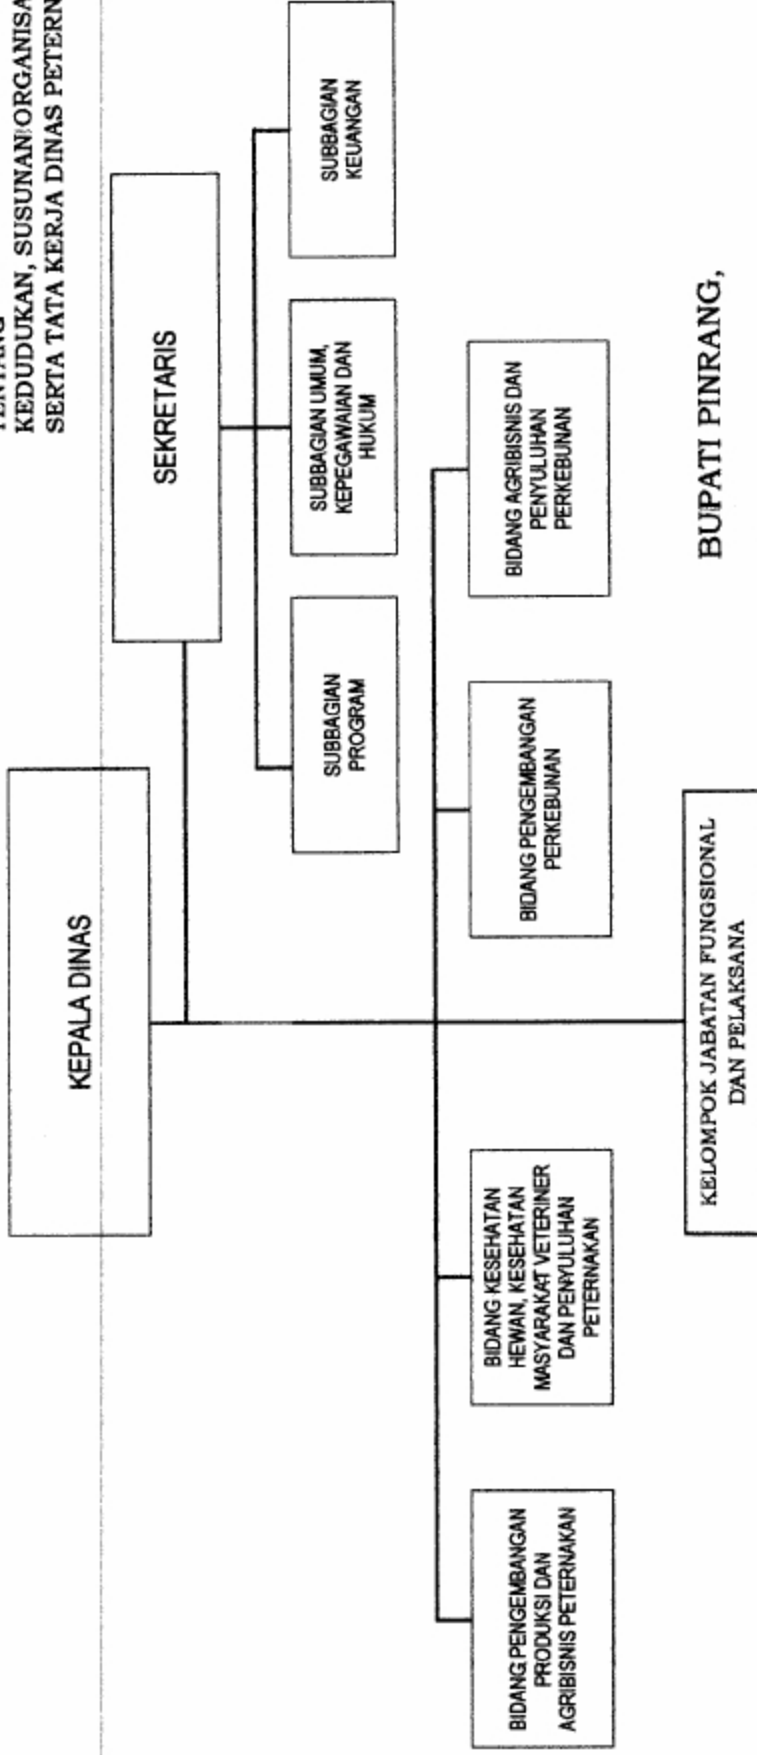 KEDUDUKAN, SUSUNAN ORGANISA
SERTA TATA KERJA DINAS PETERN
KEPALA DINAS
SEKRETARIS
SUBBAGIAN
PROGRAM
SUBBAGIAN UMUM,
KEPEGAWAIAN DAN
HUKUM
SUBBAGIAN
KEUANGAN
BIDANG PENGEMBANGAN
PRODUKSI DAN
AGRIBISNIS PETERNAKAN
BIDANG KESEHATAN
HEWAN, KESEHATAN
MASYARAKAT VETERINER
DAN PENYULUHAN
PETERNAKAN
BIDANG PENGEMBANGAN
PERKEBUNAN
BIDANG AGRIBISNIS DAN
PENYULUHAN
PERKEBUNAN
KELOMPOK JABATAN FUNGSIONAL
DAN PELAKSANA
BUPATI PINRANG,